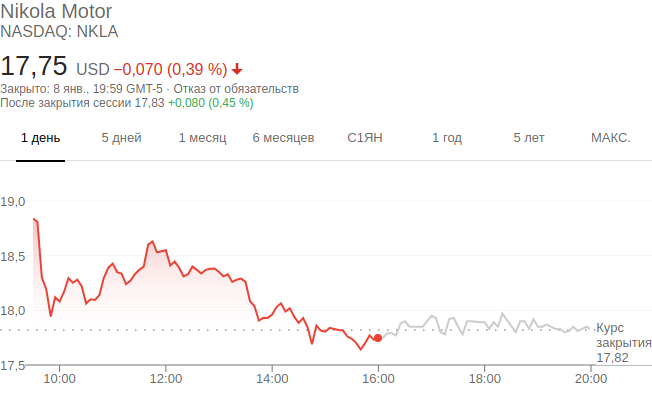 Nikola Motor
NASDAQ: NKLA
17,75 USD −0,070 (0,39 %)
Закрыто: 8 янв., 19:59 GMT-5 · Отказ от обязательств
После закрытия сессии 17,83 +0,080 (0,45 %)
1 день 5 дней 1 месяц 6 месяцев С1ЯН 1 год 5 лет МАКС.
19,0
18,5
18,0
17,5
Курс
закрытия
17,82
10:00 12:00 14:00 16:00 18:00 20:00